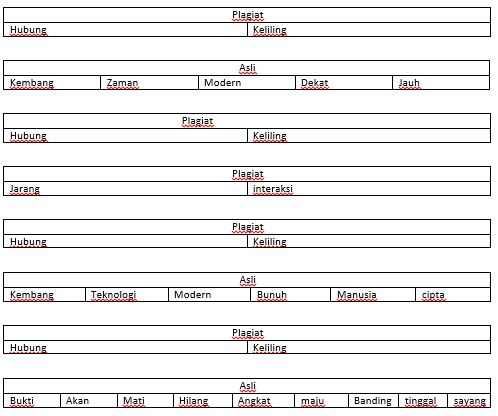 Plagiat
Hubung Keliling
Asli
Kembang Zaman Modern Dekat Jauh
Plagiat
Hubung Keliling
Plagiat
Jarang interaksi
Plagiat
Hubung Keliling
Asli
Kembang Teknologi Modern Bunuh Manusia cipta
Plagiat
Hubung Keliling
Asli
Bukti Akan Mati Hilang Angkat maju Banding tinggal sayang